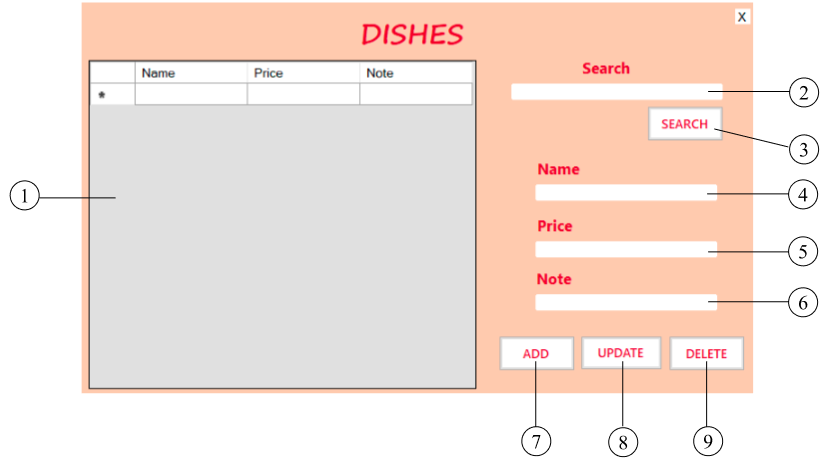 X
DISHES
Name Price Note
*
Search
2
SEARCH
3
Name
4
1
Price
5
Note
6
ADD UPDATE DELETE
7 8 9